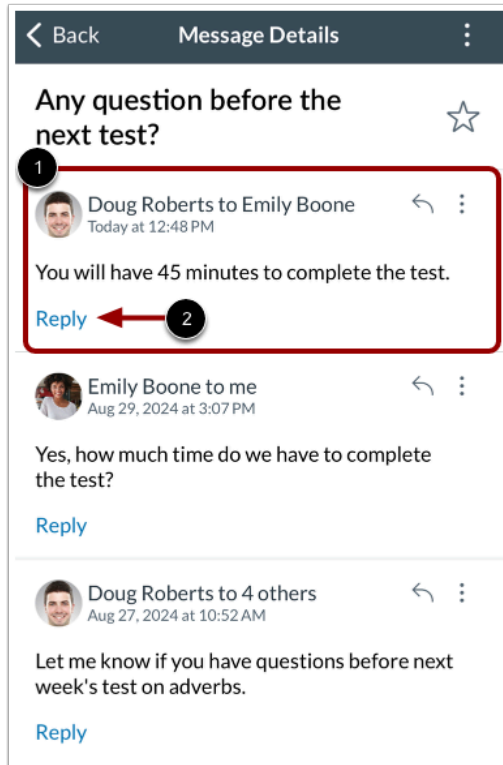 Back Message Details
Any question before the
next test?
1
Doug Roberts to Emily Boone
Today at 12:48 PM
You will have 45 minutes to complete the test.
Reply 2
Emily Boone to me
Aug 29, 2024 at 3:07 PM
Yes, how much time do we have to complete
the test?
Reply
Doug Roberts to 4 others
Aug 27, 2024 at 10:52 AM
Let me know if you have questions before next
week's test on adverbs.
Reply